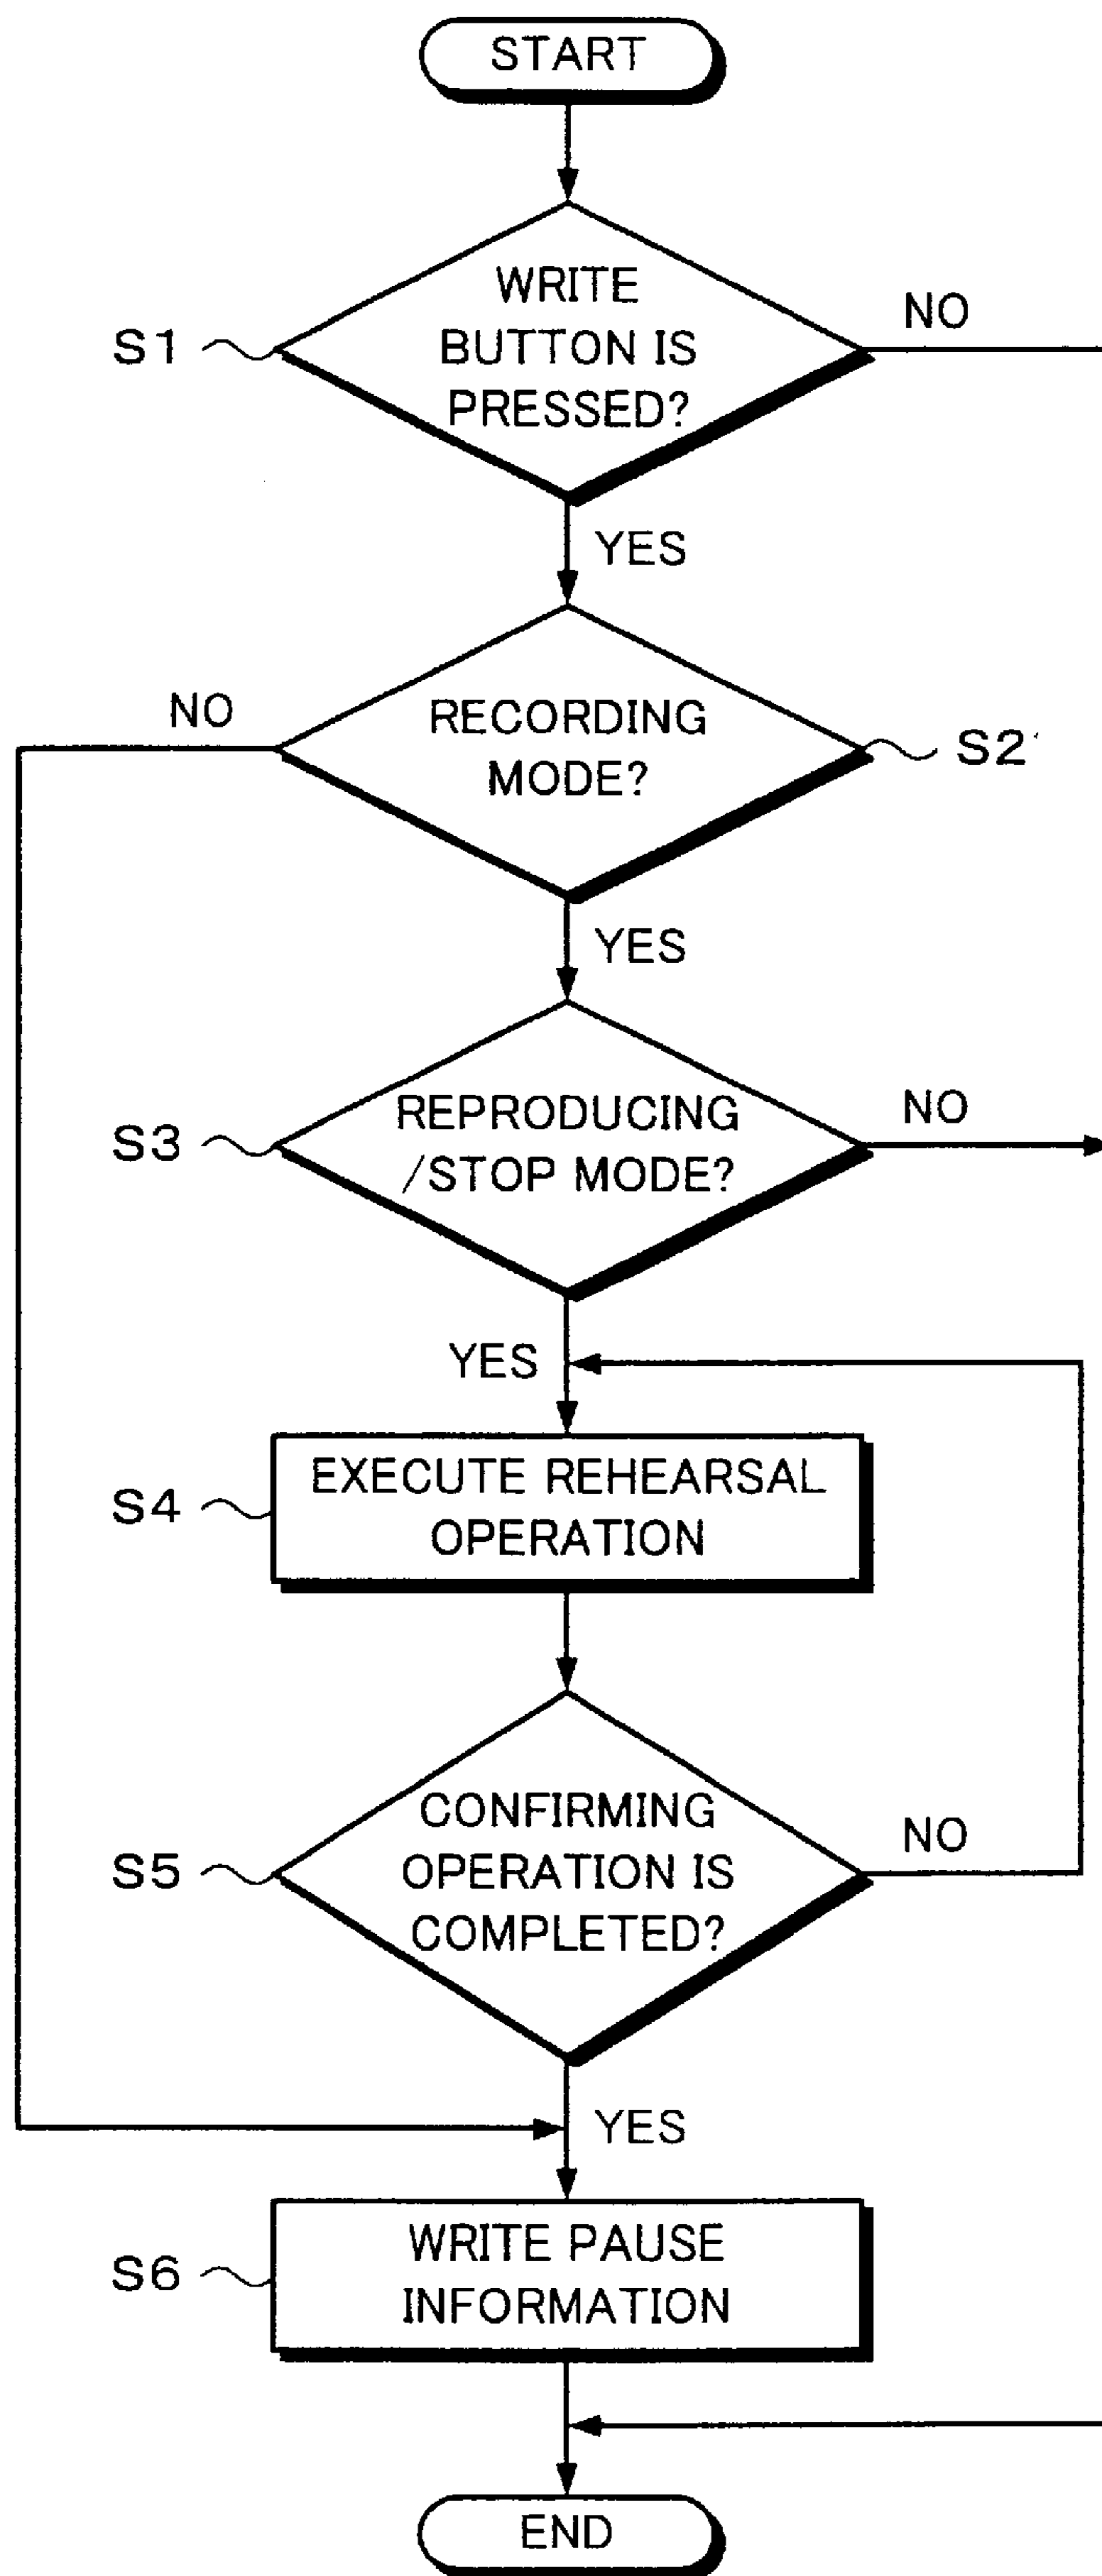 START
WRITE
BUTTON IS
PRESSED?
S1
NO
YES
RECORDING
MODE?
NO
S2
YES
REPRODUCING
/STOP MODE?
S3
NO
YES
EXECUTE REHEARSAL
OPERATION
S4
CONFIRMING
OPERATION IS
COMPLETED?
S5
NO
YES
WRITE PAUSE
INFORMATION
S6
END